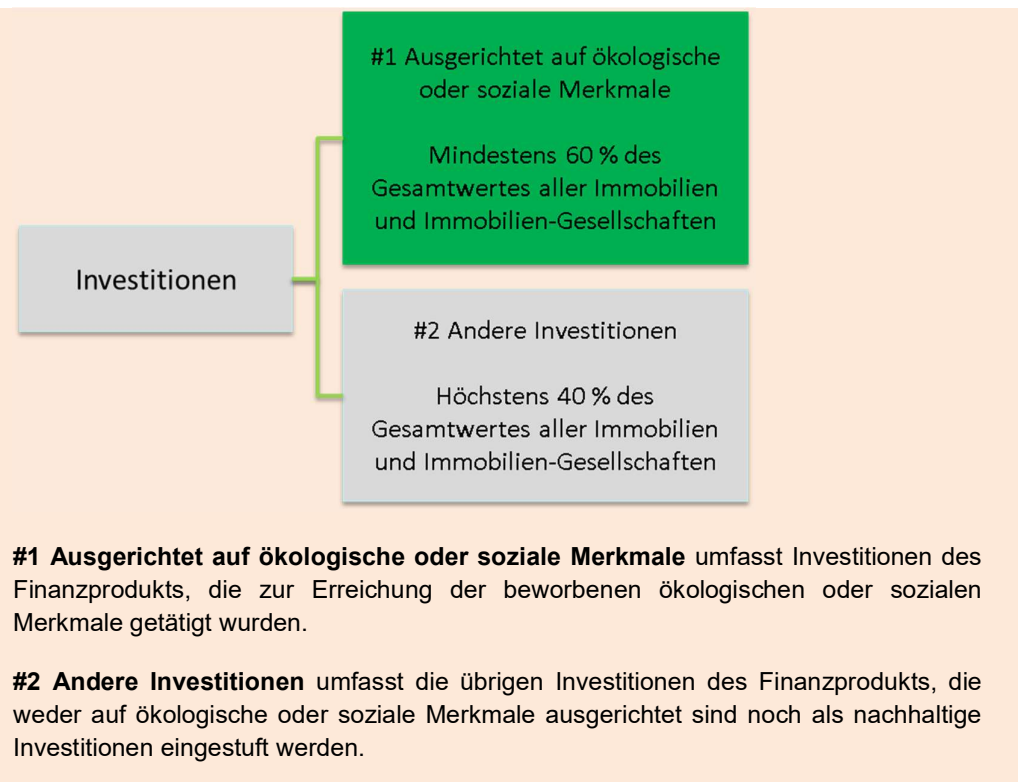 #1 Ausgerichtet auf ökologische
oder soziale Merkmale
Mindestens 60 % des
Gesamtwertes aller Immobilien
und Immobilien-Gesellschaften
Investitionen
#2 Andere Investitionen
Höchstens 40 % des
Gesamtwertes aller Immobilien
und Immobilien-Gesellschaften
#1 Ausgerichtet auf ökologische oder soziale Merkmale umfasst Investitionen des
Finanzprodukts, die zur Erreichung der beworbenen ökologischen oder sozialen
Merkmale getätigt wurden.
#2 Andere Investitionen umfasst die übrigen Investitionen des Finanzprodukts, die
weder auf ökologische oder soziale Merkmale ausgerichtet sind noch als nachhaltige
Investitionen eingestuft werden.